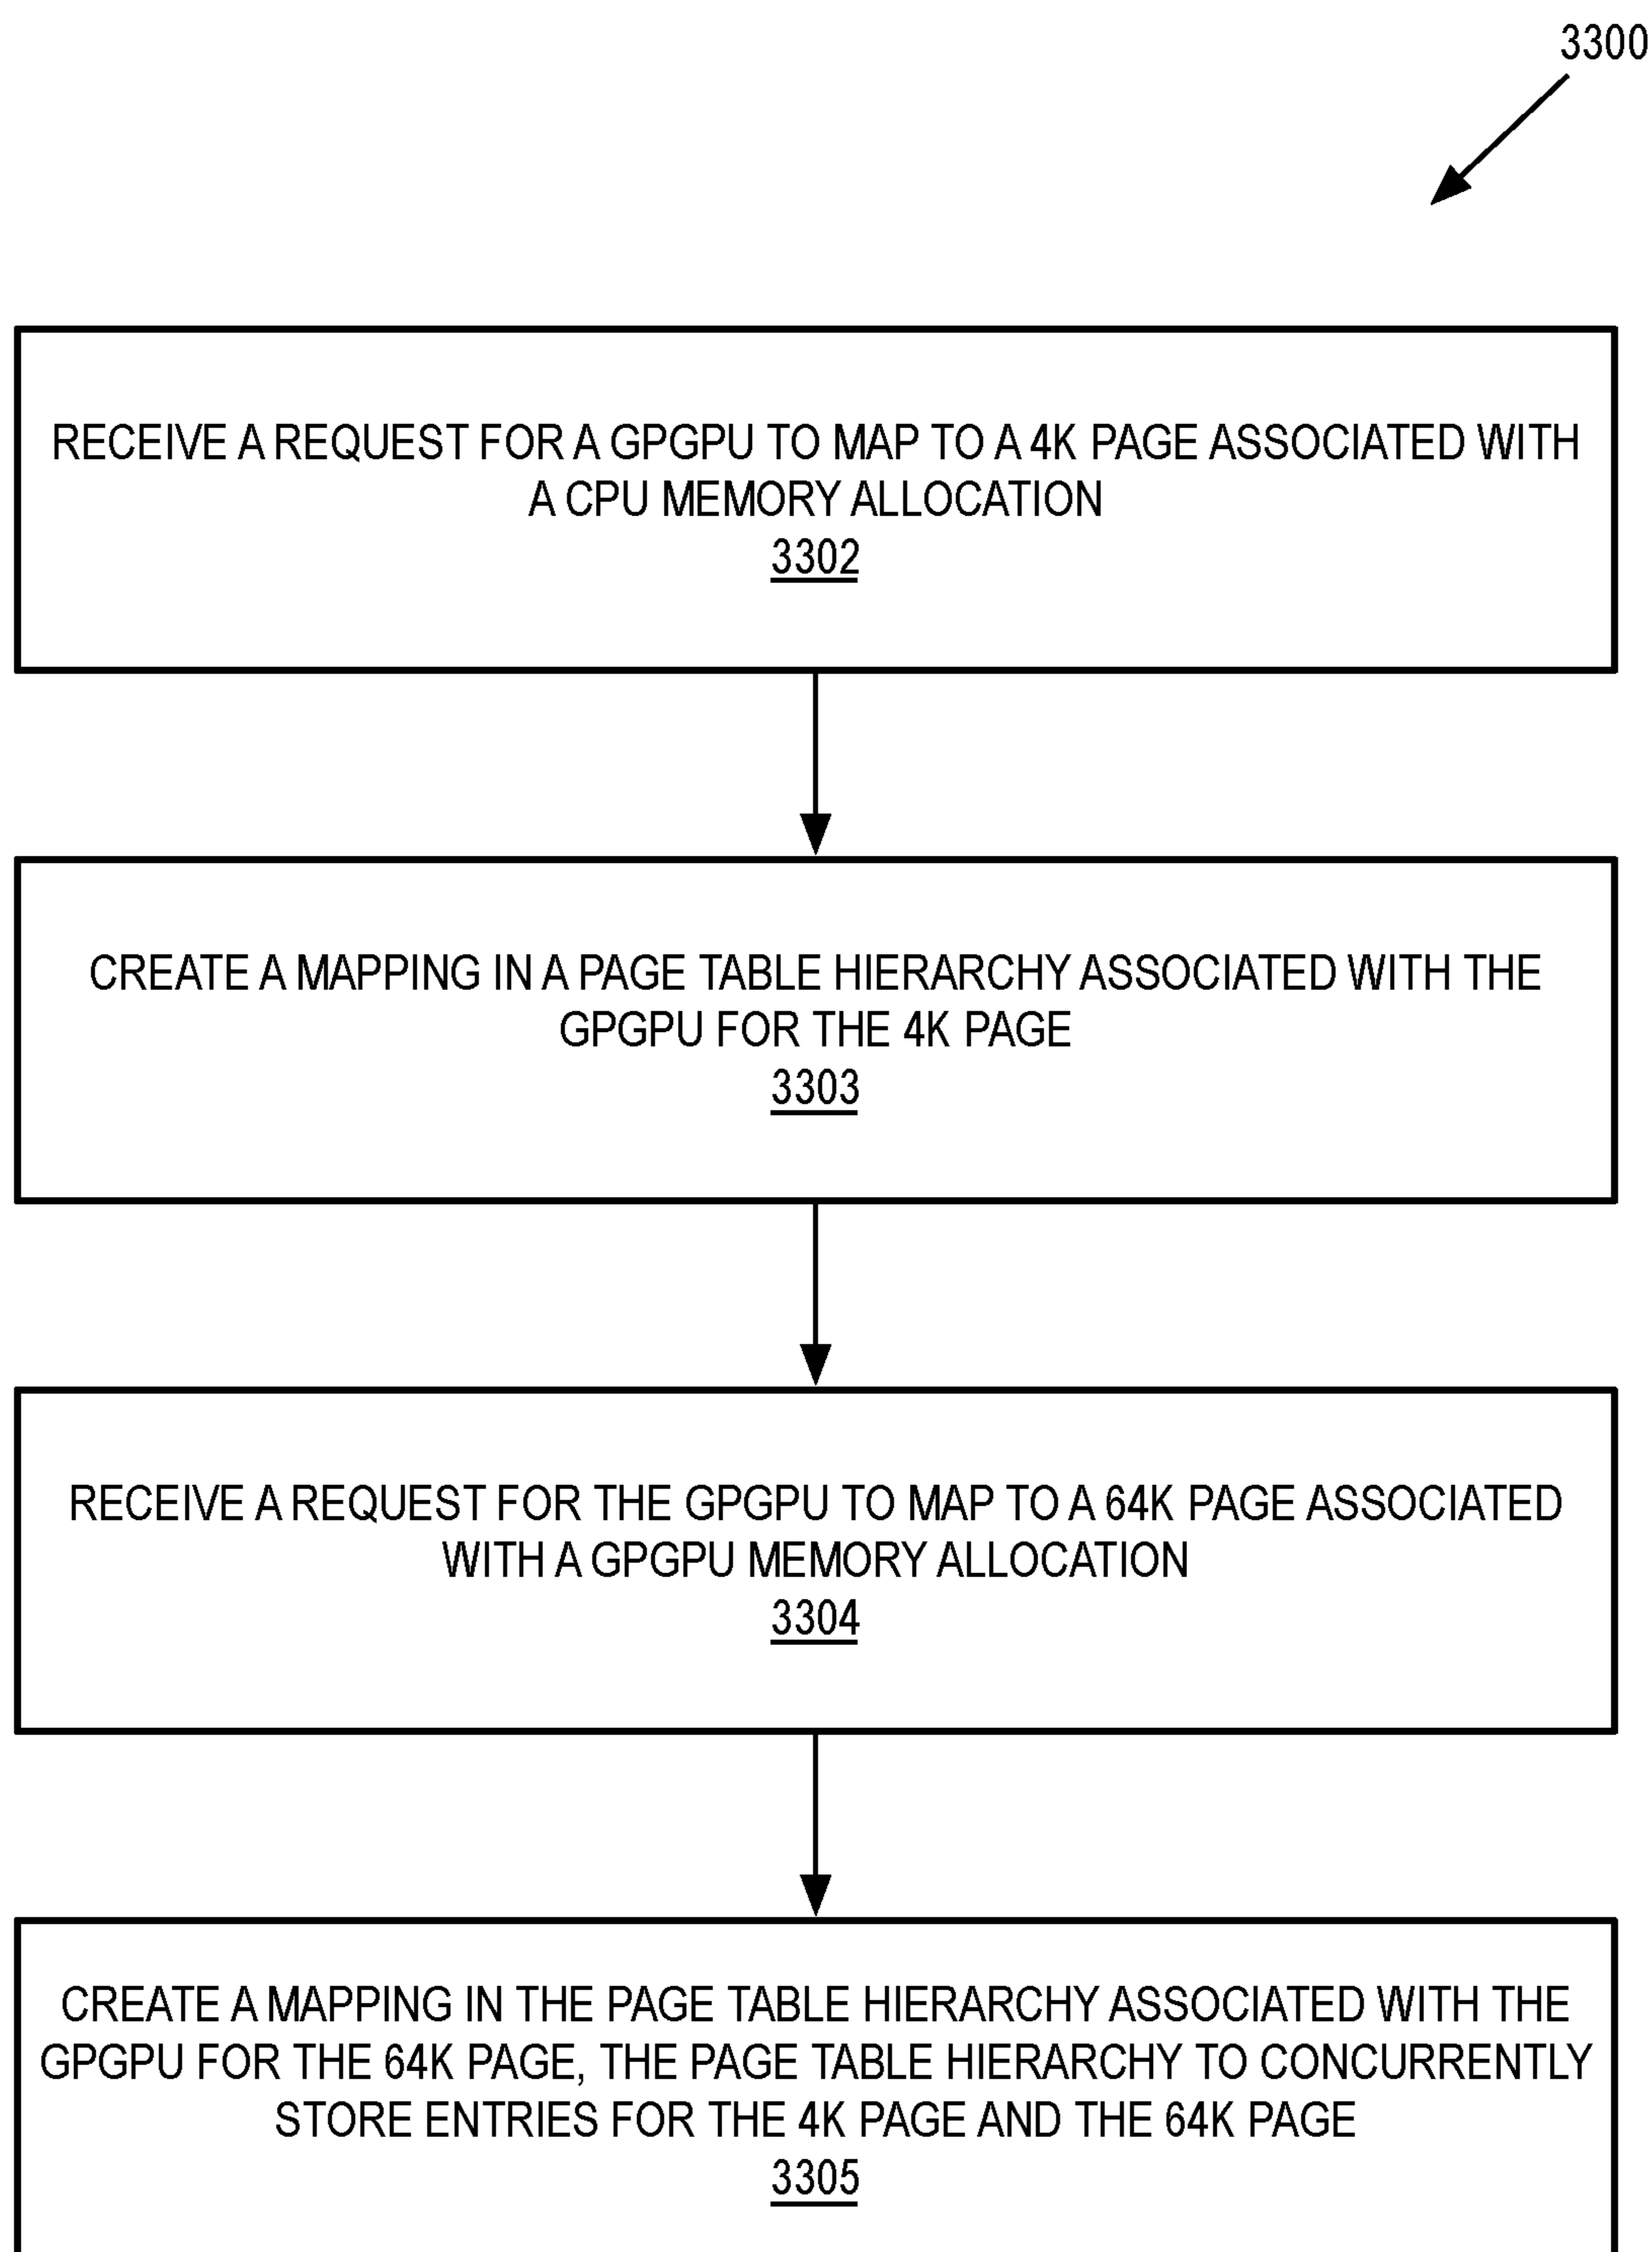 3300
RECEIVE A REQUEST FOR A GPGPU TO MAP TO A 4K PAGE ASSOCIATED WITH
A CPU MEMORY ALLOCATION
3302
CREATE A MAPPING IN A PAGE TABLE HIERARCHY ASSOCIATED WITH THE
GPGPU FOR THE 4K PAGE
3303
RECEIVE A REQUEST FOR THE GPGPU TO MAP TO A 64K PAGE ASSOCIATED
WITH A GPGPU MEMORY ALLOCATION
3304
CREATE A MAPPING IN THE PAGE TABLE HIERARCHY ASSOCIATED WITH THE
GPGPU FOR THE 64K PAGE, THE PAGE TABLE HIERARCHY TO CONCURRENTLY
STORE ENTRIES FOR THE 4K PAGE AND THE 64K PAGE
3305